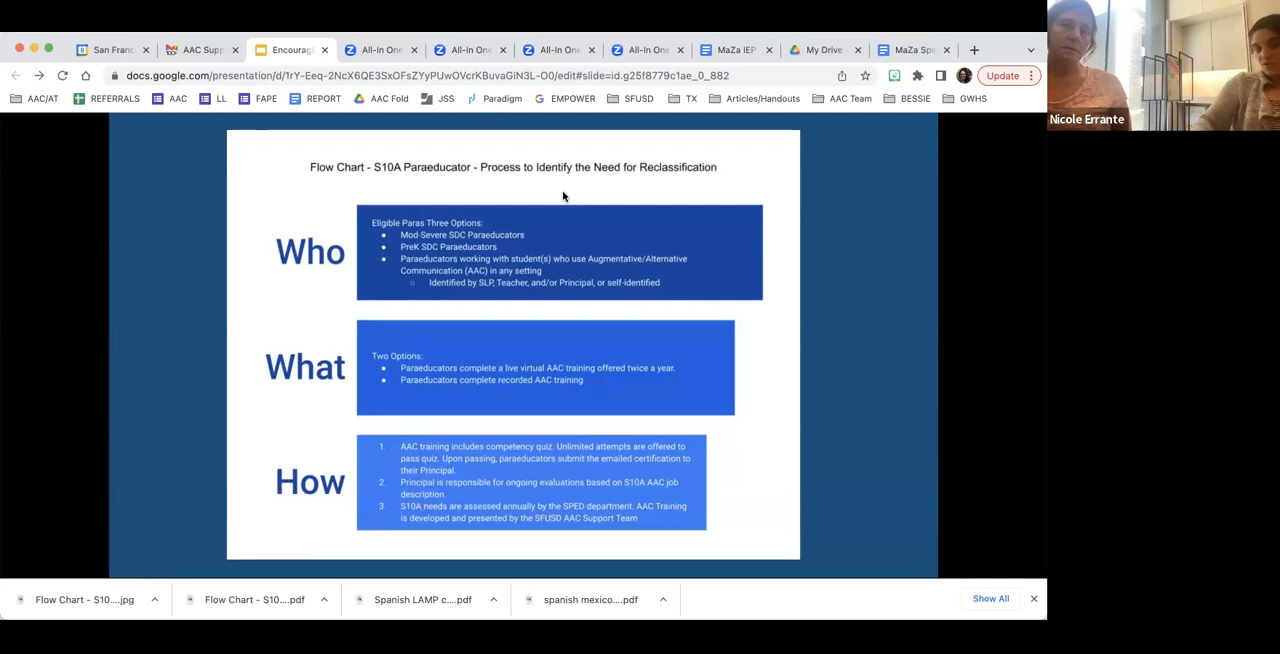 San Franc
AAC Supp
Encouragi
All-In One
All-In One
All-In One
All-In One
MaZa IEP
My Drive -
MaZa Spe
docs.google.com/presentation/d/1rY-Eeq-2NcX6QE3SxOFsZYyPUwOVcrKBuvaGiN3L-O0/edit#slide=id.g25f8779c1ae_0_882
Update
AAC/AT
REFERRALS
AAC
LL
FAPE
REPORT
AAC Fold
JSS
Paradigm
EMPOWER
SFUSD
TX
Articles/Handouts
AAC Team
BESSIE
GWHS
Nicole Errante
Flow Chart - S10A Paraeducator - Process to Identify the Need for Reclassification
Who
Eligible Paras Three Options:
● Mod-Severe SDC Paraeducators
● PreK SDC Paraeducators
● Paraeducators working with student(s) who use Augmentative/Alternative
Communication (AAC) in any setting
○ Identified by SLP, Teacher, and/or Principal, or self-identified
What
Two Options:
● Paraeducators complete a live virtual AAC training offered twice a year.
● Paraeducators complete recorded AAC training
How
1. AAC training includes competency quiz. Unlimited attempts are offered to
pass quiz. Upon passing, paraeducators submit the emailed certification to
their Principal.
2. Principal is responsible for ongoing evaluations based on S10A AAC job
description.
3. S10A needs are assessed annually by the SPED department. AAC Training
is developed and presented by the SFUSD AAC Support Team
Flow Chart - S10....jpg
Flow Chart - S10....pdf
Spanish LAMP c....pdf
spanish mexico....pdf
Show All